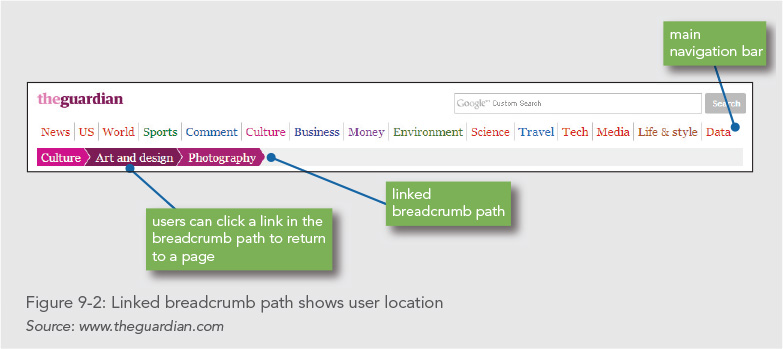 main
navigation bar
theguardian
Google™ Custom Search
Search
News US World Sports Comment Culture Business Money Environment Science Travel Tech Media Life & style Data
Culture Art and design Photography
linked
breadcrumb path
users can click a link in the
breadcrumb path to return
to a page
Figure 9-2: Linked breadcrumb path shows user location
Source: www.theguardian.com